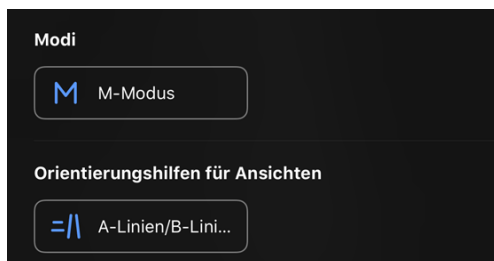 Modi
M-Modus
Orientierungshilfen für Ansichten
A-Linien/B-Lini...